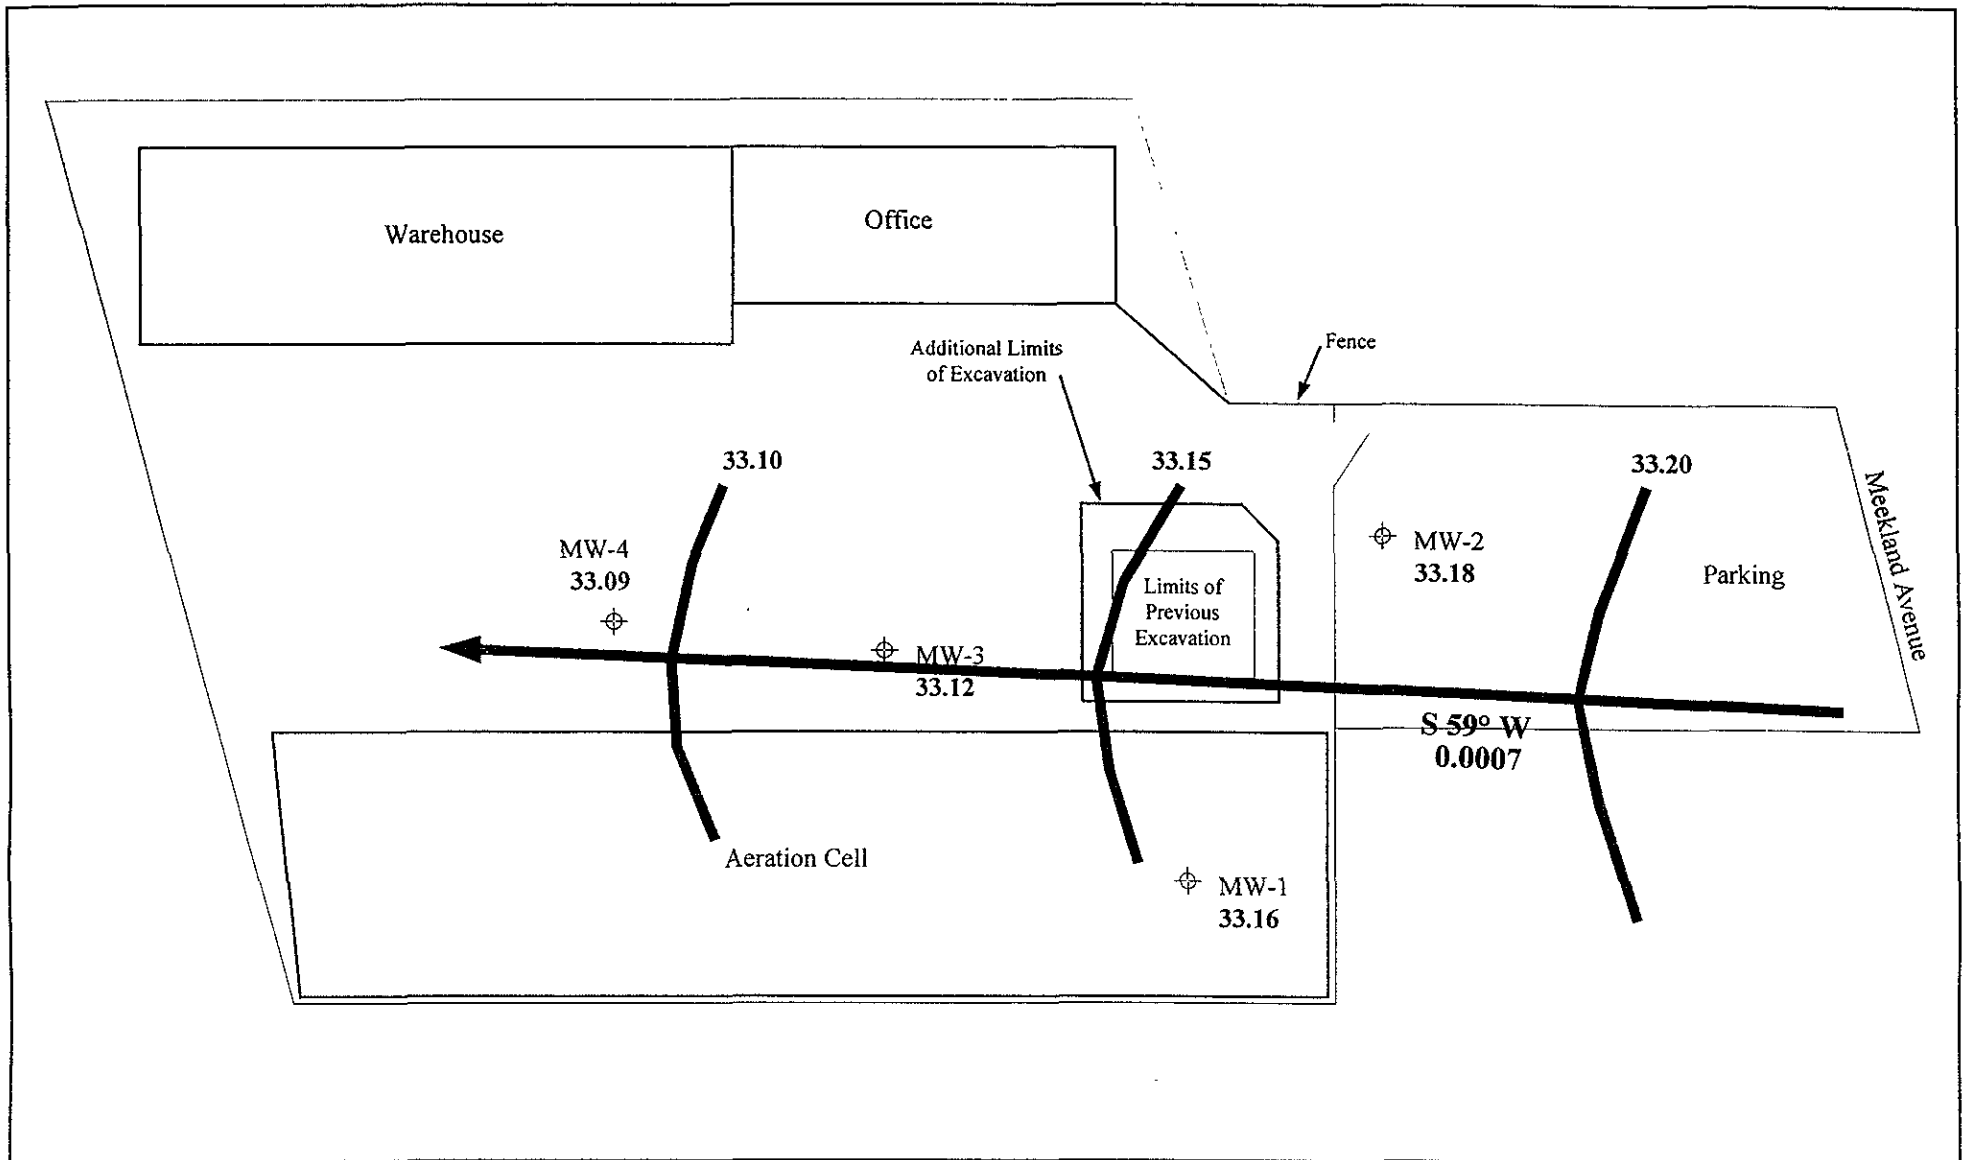 Warehouse
Office
Additional Limits
of Excavation
Fence
33.10
33.15
33.20
MW-4
33.09
MW-2
33.18
Parking
Meekland Avenue
Limits of
Previous
Excavation
MW-3
33.12
S 59° W
0.0007
Aeration Cell
MW-1
33.16